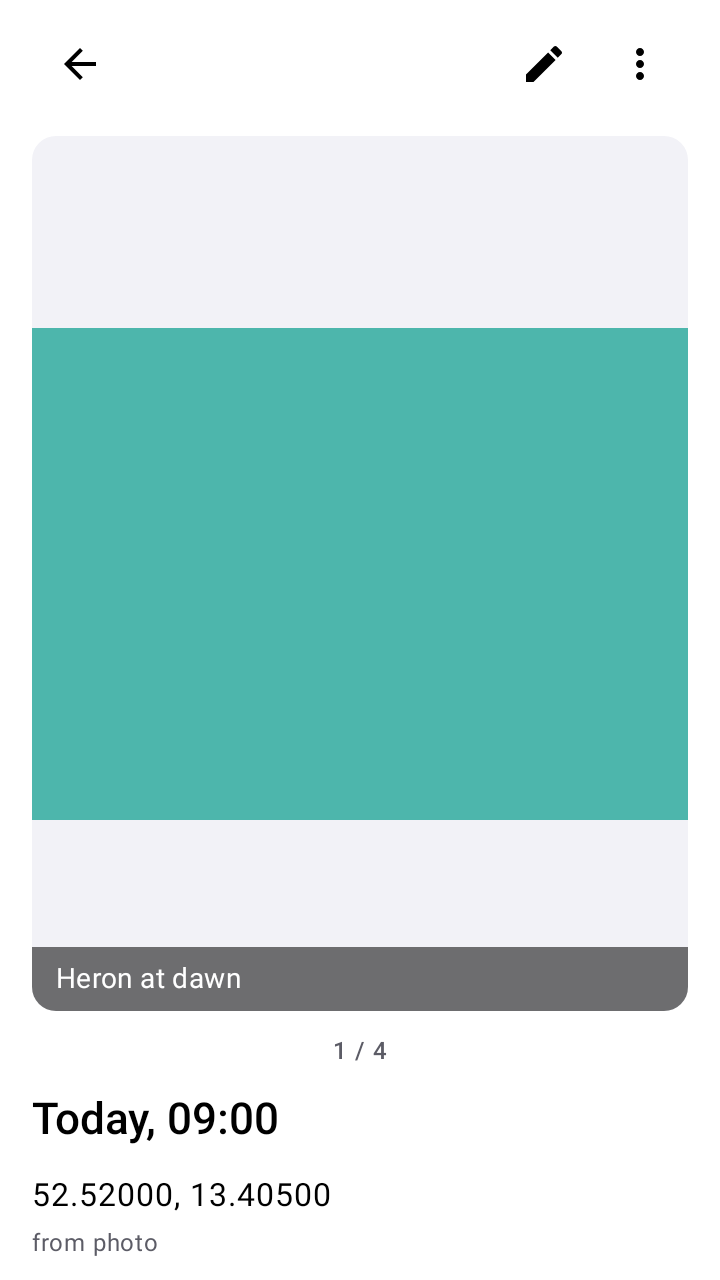 Heron at dawn
1 / 4
Today, 09:00
52.52000, 13.40500
from photo